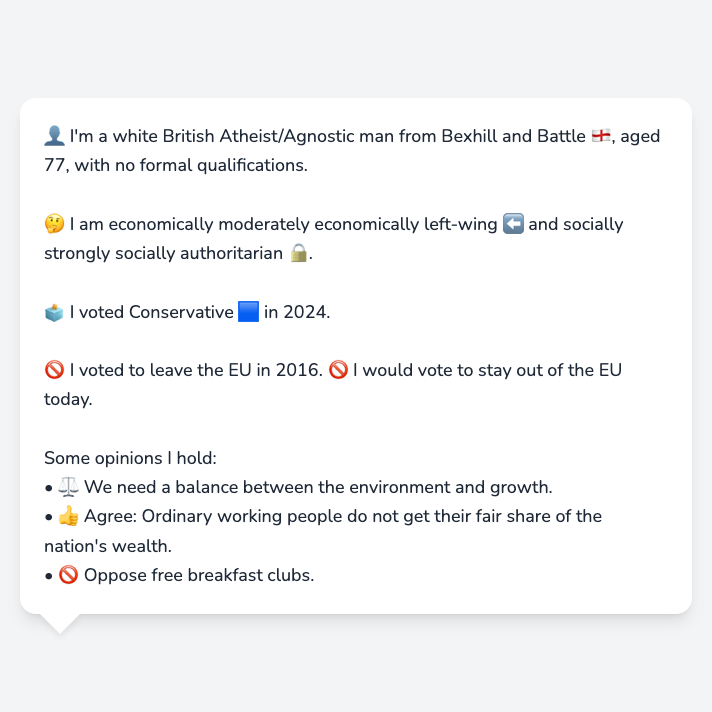 👤 I'm a white British Atheist/Agnostic man from Bexhill and Battle 🏴󠁧󠁢󠁥󠁮󠁧󠁿, aged
77, with no formal qualifications.
🤔 I am economically moderately economically left-wing ⬅️ and socially
strongly socially authoritarian 🔒.
🗳️ I voted Conservative 🟦 in 2024.
🚫 I voted to leave the EU in 2016. 🚫 I would vote to stay out of the EU
today.
Some opinions I hold:
• ⚖️ We need a balance between the environment and growth.
• 👍 Agree: Ordinary working people do not get their fair share of the
nation's wealth.
• 🚫 Oppose free breakfast clubs.